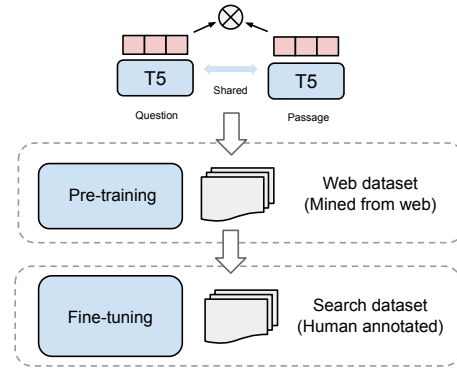 T5
T5
Shared
Question
Passage
Pre-training
Web dataset
(Mined from web)
Fine-tuning
Search dataset
(Human annotated)